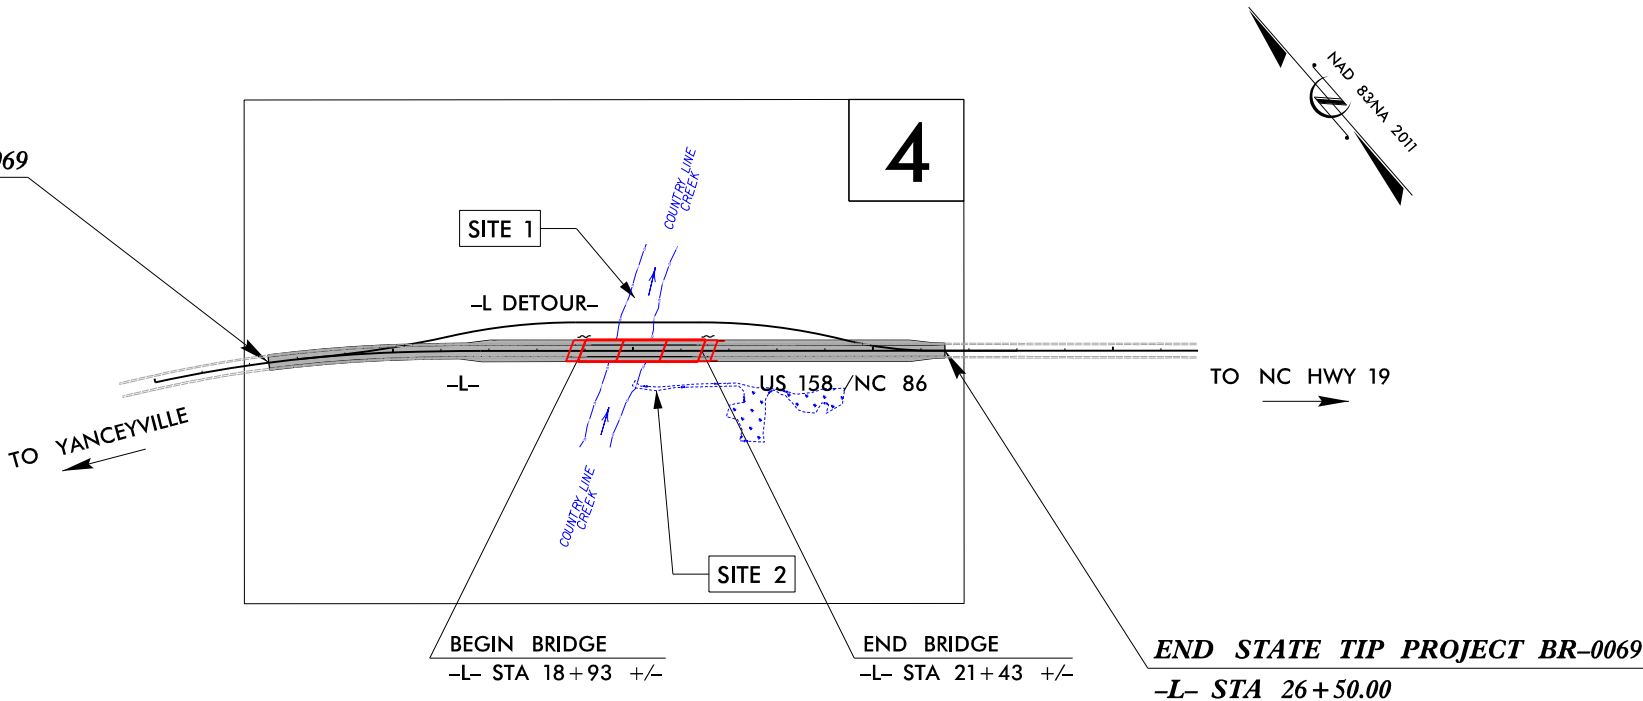 NAD 83/NA 2011
4
069
COUNTRY LINE
CREEK
SITE 1
–L DETOUR–
–L–
US 158 /NC 86
TO NC HWY 19
TO YANCEYVILLE
COUNTRY LINE
CREEK
SITE 2
BEGIN BRIDGE
–L– STA 18+93 +/–
END BRIDGE
–L– STA 21+43 +/–
END STATE TIP PROJECT BR–0069
–L– STA 26+50.00